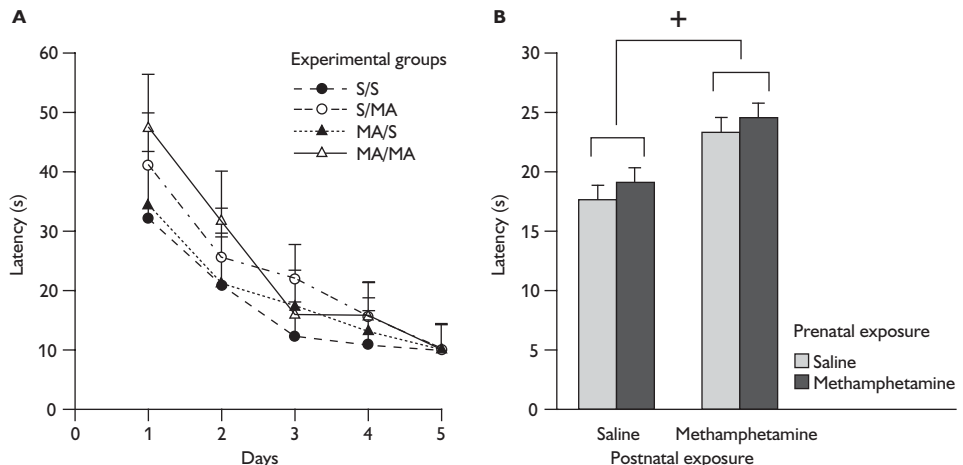 A
60
50
40
30
20
10
0
Latency (s)
0 1 2 3 4 5
Days
Experimental groups
S/S
S/MA
MA/S
MA/MA
B
+
30
25
20
15
10
5
0
Latency (s)
Prenatal exposure
Saline
Methamphetamine
Saline Methamphetamine
Postnatal exposure